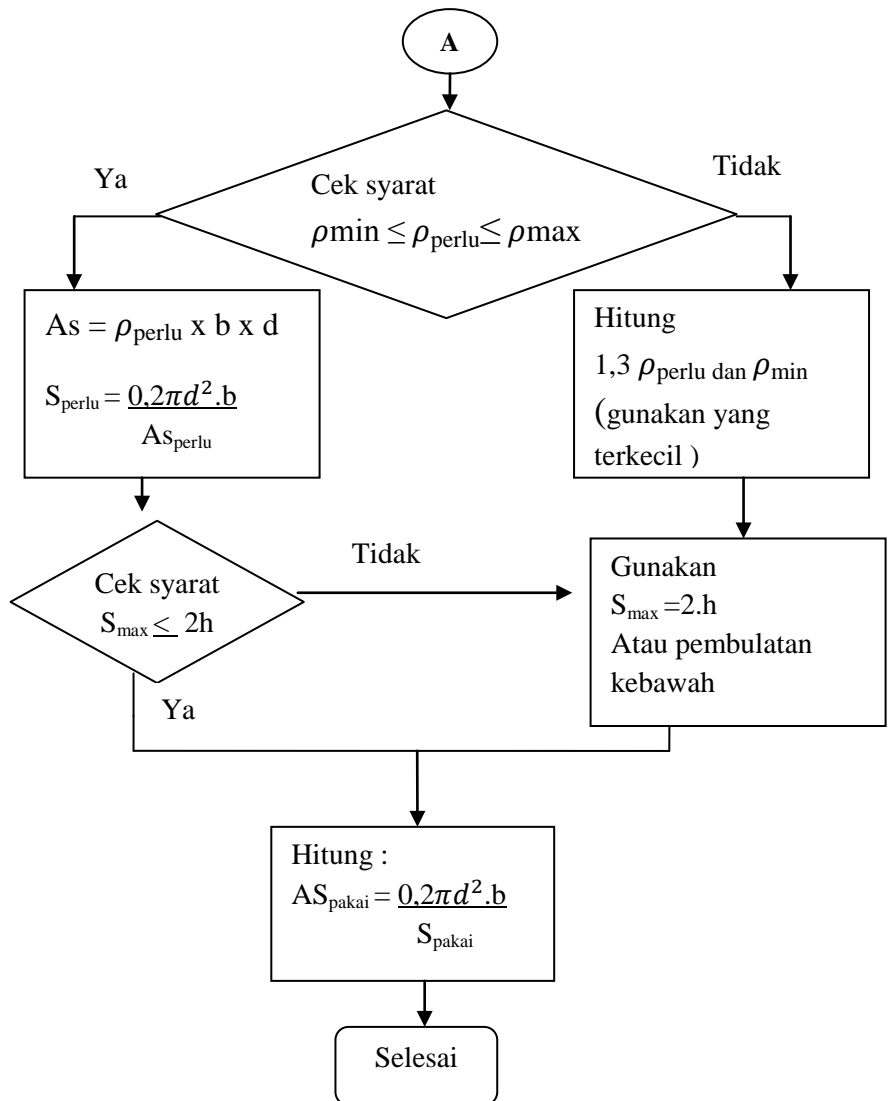 A
Cek syarat
ρmin ≤ ρperlu≤ ρmax
Ya
Tidak
As = ρperlu x b x d
Sperlu = 0,2πd².b
Asperlu
Hitung
1,3 ρperlu dan ρmin
(gunakan yang
terkecil )
Cek syarat
Smax ≤ 2h
Tidak
Ya
Gunakan
Smax =2.h
Atau pembulatan
kebawah
Hitung :
ASpakai = 0,2πd².b
Spakai
Selesai